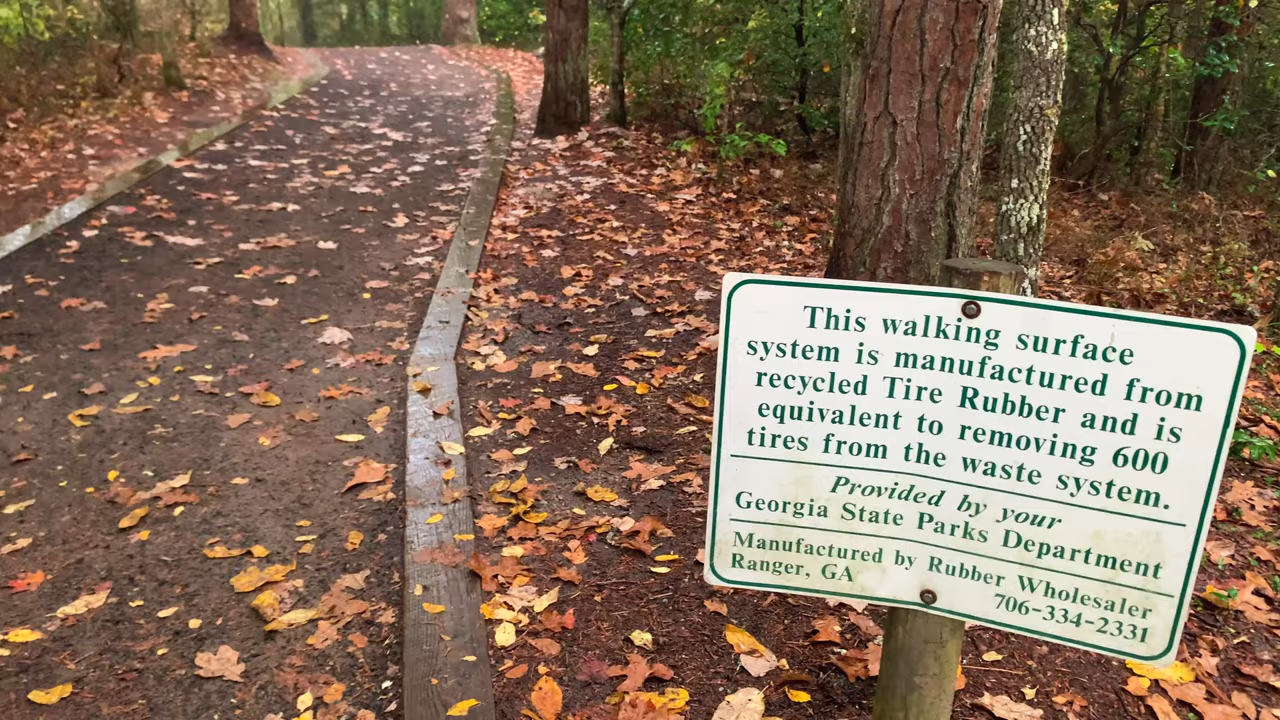 This walking surface
system is manufactured from
recycled Tire Rubber and is
equivalent to removing 600
tires from the waste system.
Provided by your
Georgia State Parks Department
Manufactured by Rubber Wholesaler
Ranger, GA
706-334-2331